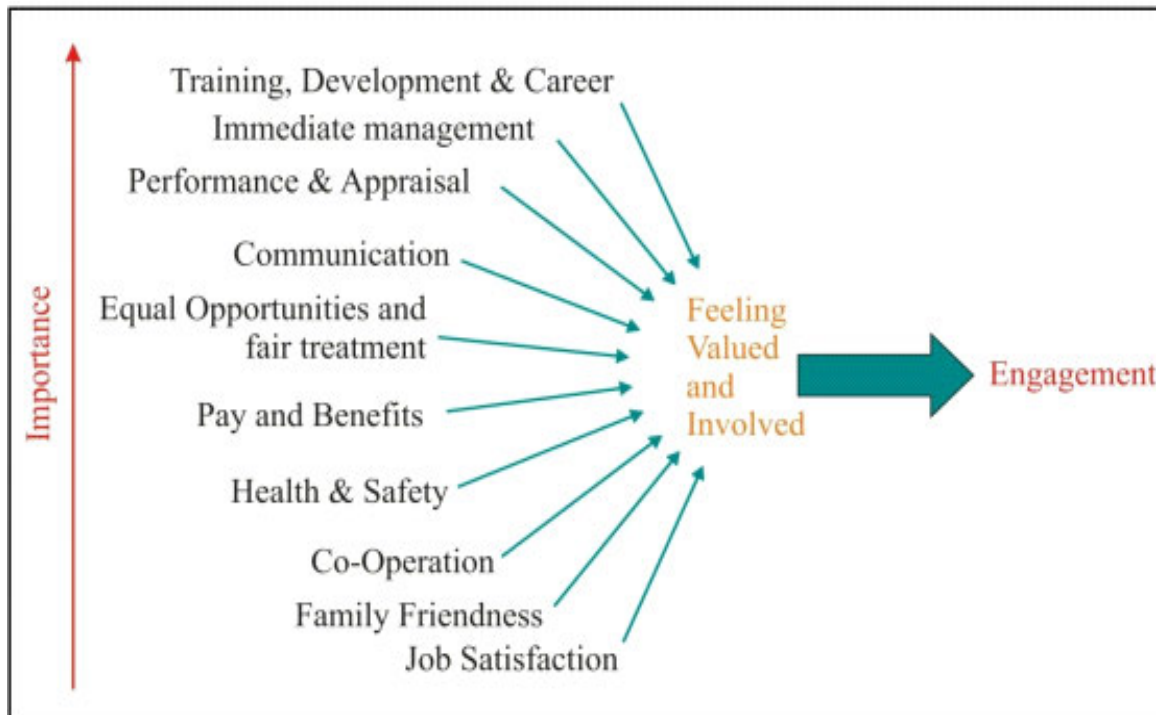 Importance
Training, Development & Career
Immediate management
Performance & Appraisal
Communication
Equal Opportunities and
fair treatment
Pay and Benefits
Health & Safety
Co-Operation
Family Friendness
Job Satisfaction
Feeling
Valued
and
Involved
Engagement